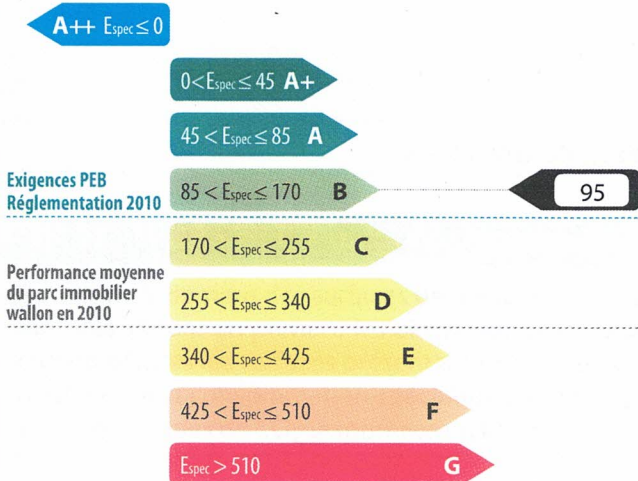 A++ Espec ≤ 0
0 < Espec ≤ 45 A+
45 < Espec ≤ 85 A
Exigences PEB
Réglementation 2010
85 < Espec ≤ 170 B
95
170 < Espec ≤ 255 C
Performance moyenne
du parc immobilier
wallon en 2010
255 < Espec ≤ 340 D
340 < Espec ≤ 425 E
425 < Espec ≤ 510 F
Espec > 510 G